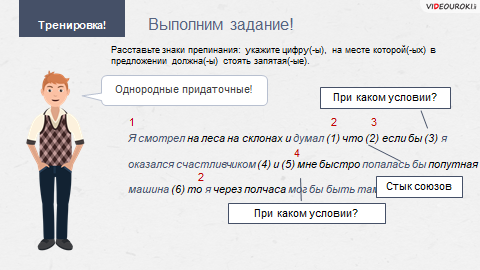 Тренировка!
Выполним задание!
VIDEOUROKI
Расставьте знаки препинания: укажите цифру(-ы), на месте которой(-ых) в
предложении должна(-ы) стоять запятая(-ые).
Однородные придаточные!
При каком условии?
1 2 3
Я смотрел на леса на склонах и думал (1) что (2) если бы (3) я
4
оказался счастливчиком (4) и (5) мне быстро попалась бы попутная
2
машина (6) то я через полчаса мог бы быть там
Стык союзов
При каком условии?